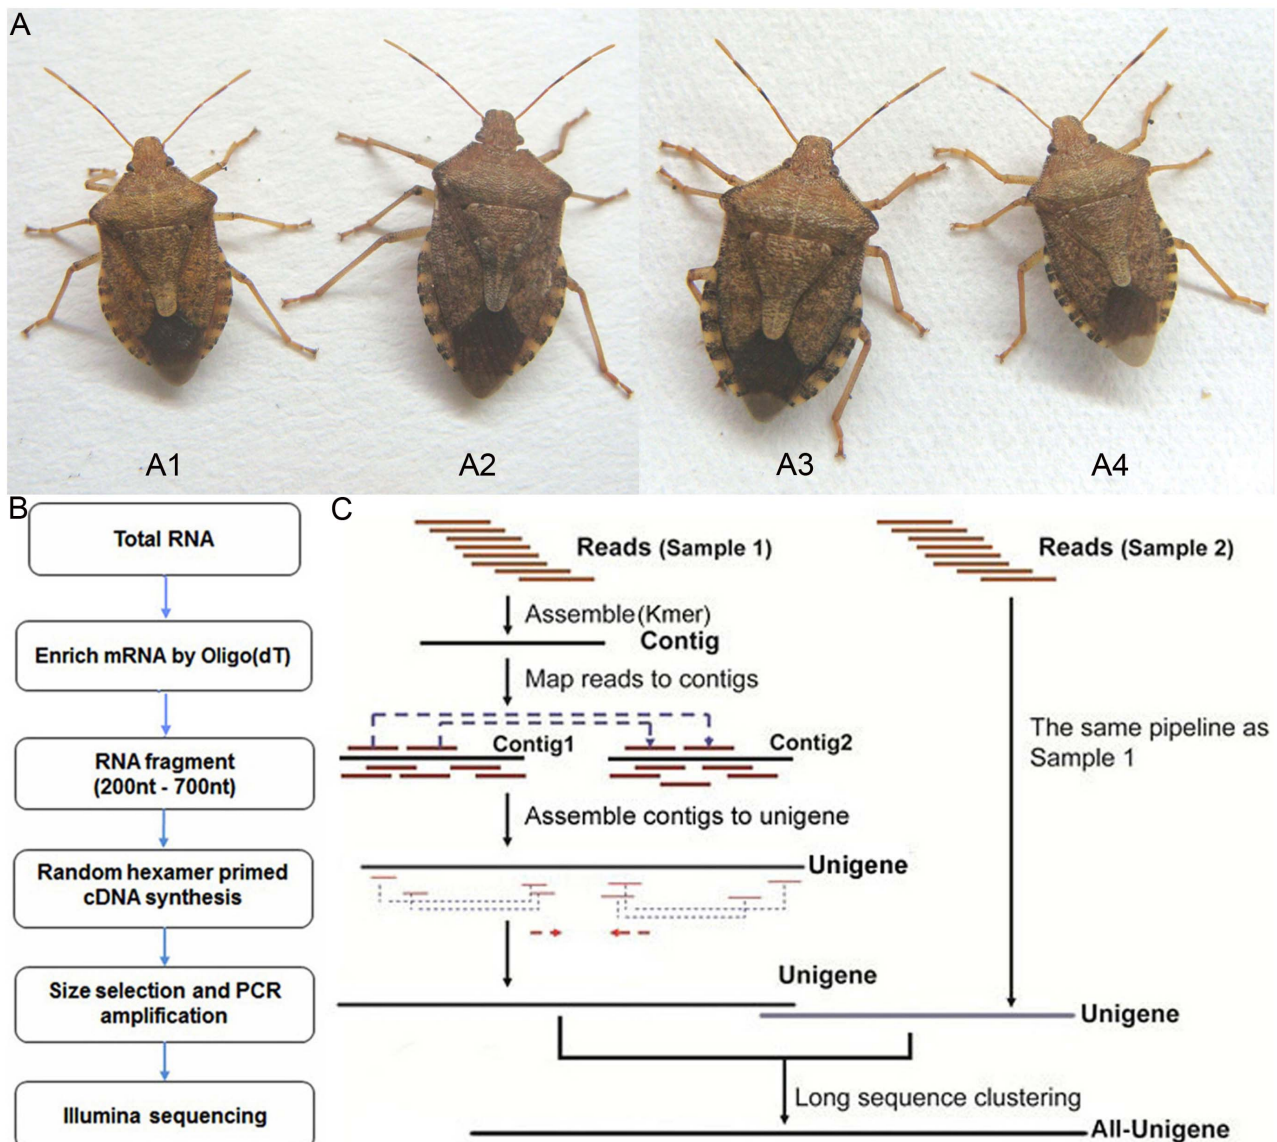 A
A1
A2
A3
A4
B
Total RNA
Enrich mRNA by Oligo(dT)
RNA fragment
(200nt - 700nt)
Random hexamer primed
cDNA synthesis
Size selection and PCR
amplification
Illumina sequencing
C
Reads (Sample 1)
Reads (Sample 2)
Assemble(Kmer)
Contig
Map reads to contigs
Contig1
Contig2
The same pipeline as
Sample 1
Assemble contigs to unigene
Unigene
Unigene
Unigene
Long sequence clustering
All-Unigene